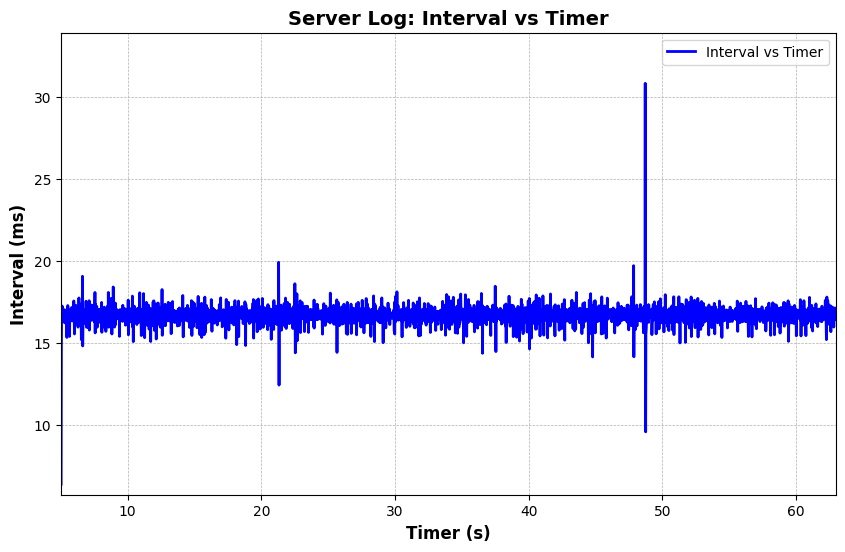 Server Log: Interval vs Timer
Interval vs Timer
30
25
20
15
10
Interval (ms)
10 20 30 40 50 60
Timer (s)